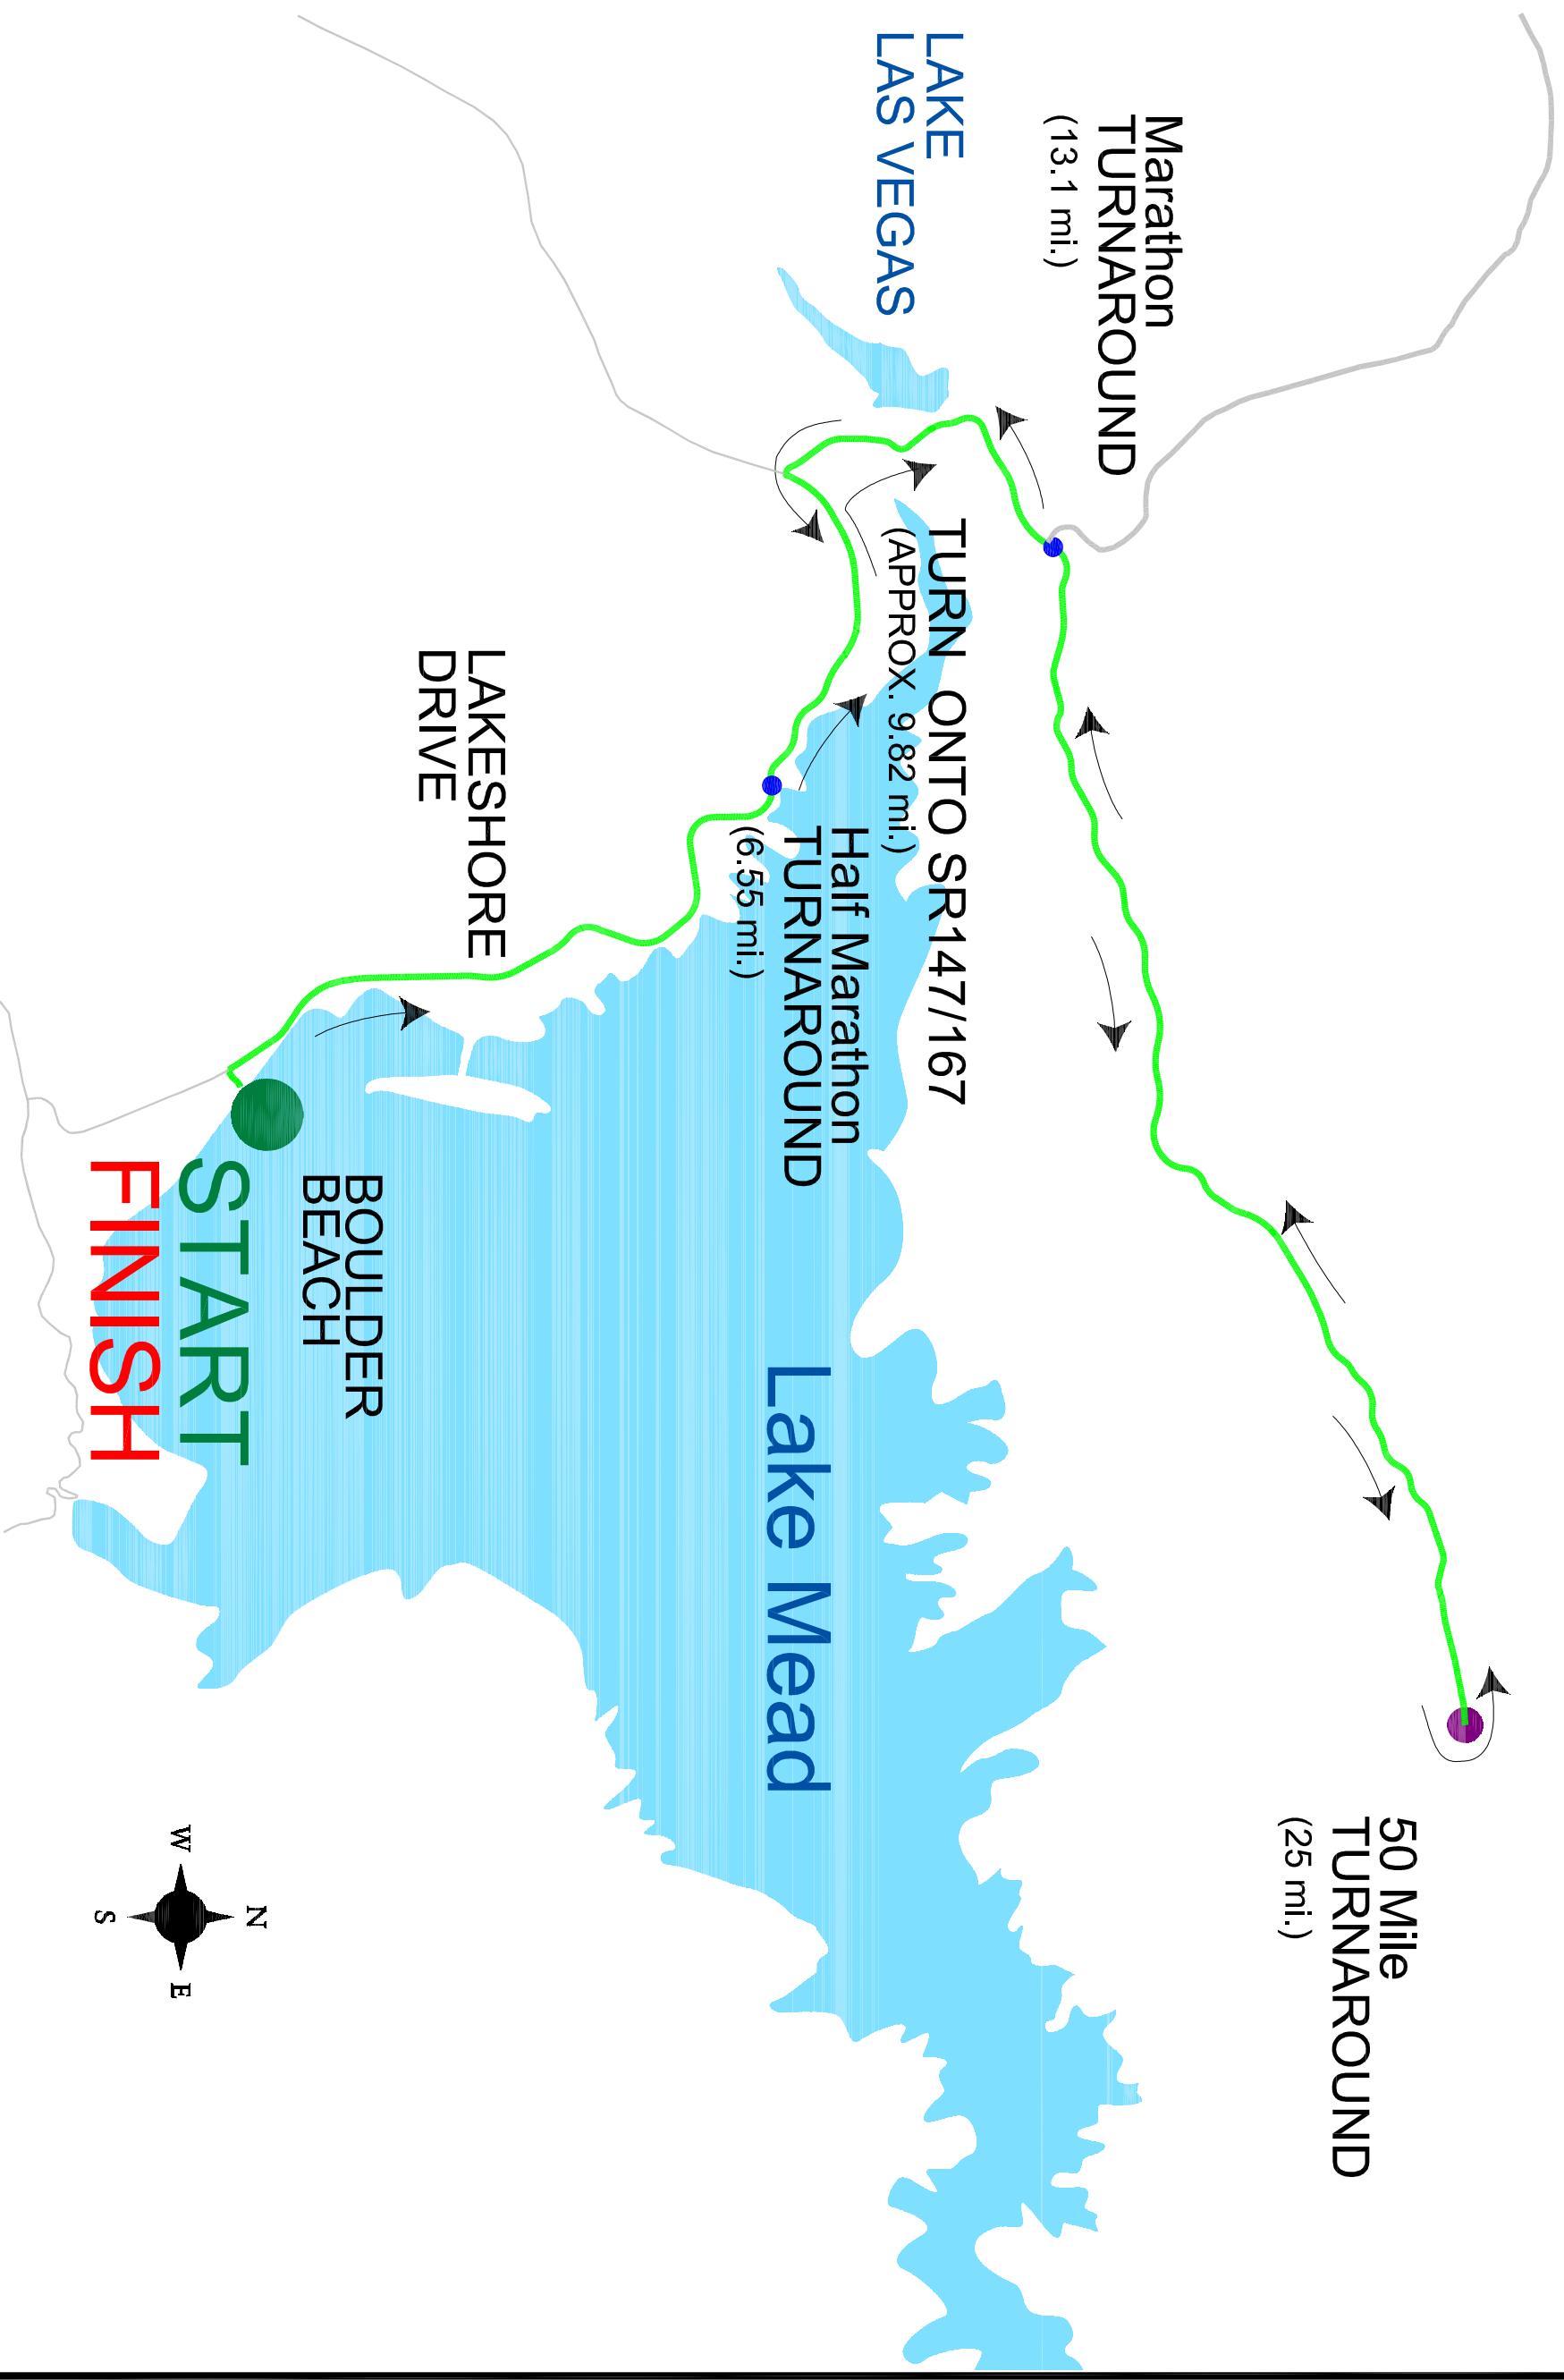 50 Mile
TURNAROUND
(25 mi.)
Marathon
TURNAROUND
(13.1 mi.)
LAKE
LAS VEGAS
TURN ONTO SR147/167
(APPROX. 9.82 mi.)
Half Marathon
TURNAROUND
(6.55 mi.)
Lake Mead
LAKESHORE
DRIVE
BOULDER
BEACH
START
FINISH
N
W
E
S